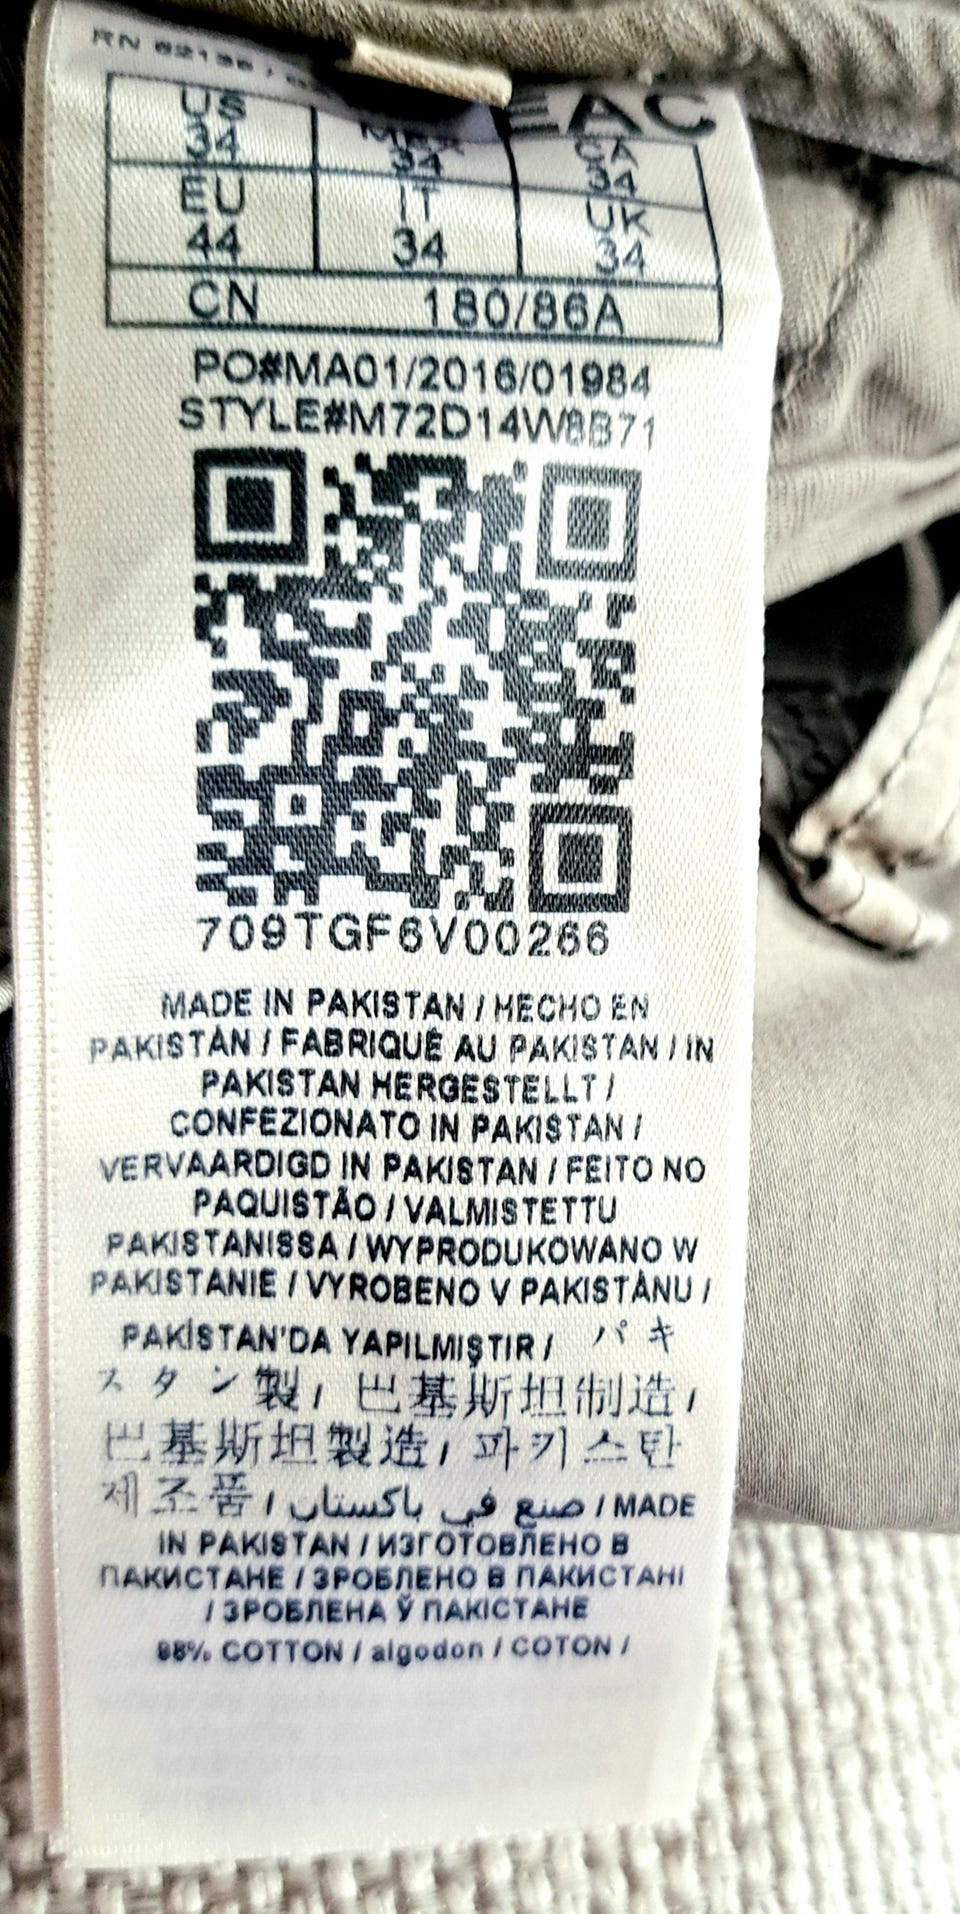 RN 62136 /
EAC
US MEX CA
34 34 34
EU IT UK
44 34 34
CN 180/86A
PO#MA01/2016/01984
STYLE#M72D14W8B71
709TGF6V00266
MADE IN PAKISTAN / HECHO EN
PAKISTÁN / FABRIQUÉ AU PAKISTAN / IN
PAKISTAN HERGESTELLT /
CONFEZIONATO IN PAKISTAN /
VERVAARDIGD IN PAKISTAN / FEITO NO
PAQUISTÃO / VALMISTETTU
PAKISTANISSA / WYPRODUKOWANO W
PAKISTANIE / VYROBENO V PAKISTÁNU /
PAKİSTAN'DA YAPILMIŞTIR / パキ
スタン製 / 巴基斯坦制造 /
巴基斯坦製造 / 파키스탄
제조품 / صنع في باكستان / MADE
IN PAKISTAN / ИЗГОТОВЛЕНО В
ПАКИСТАНЕ / ЗРОБЛЕНО В ПАКИСТАНІ
/ ЗРОБЛЕНА Ў ПАКІСТАНЕ
98% COTTON / algodon / COTON /